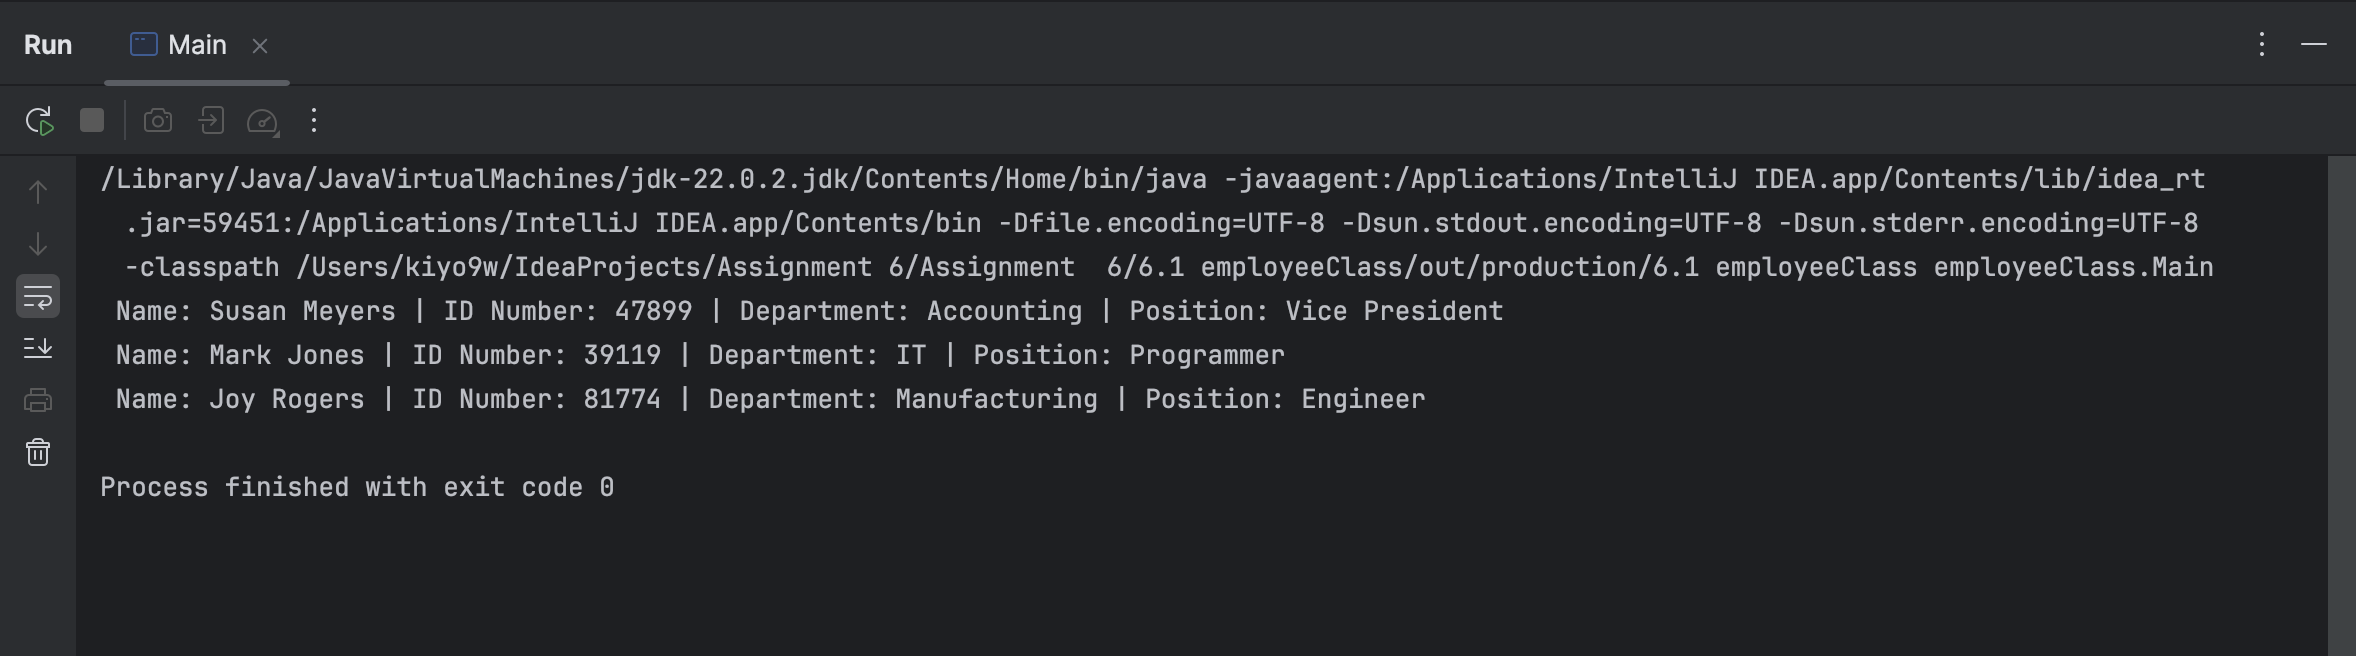 Run Main
/Library/Java/JavaVirtualMachines/jdk-22.0.2.jdk/Contents/Home/bin/java -javaagent:/Applications/IntelliJ IDEA.app/Contents/lib/idea_rt
.jar=59451:/Applications/IntelliJ IDEA.app/Contents/bin -Dfile.encoding=UTF-8 -Dsun.stdout.encoding=UTF-8 -Dsun.stderr.encoding=UTF-8
-classpath /Users/kiyo9w/IdeaProjects/Assignment 6/Assignment  6/6.1 employeeClass/out/production/6.1 employeeClass employeeClass.Main
Name: Susan Meyers | ID Number: 47899 | Department: Accounting | Position: Vice President
Name: Mark Jones | ID Number: 39119 | Department: IT | Position: Programmer
Name: Joy Rogers | ID Number: 81774 | Department: Manufacturing | Position: Engineer
Process finished with exit code 0